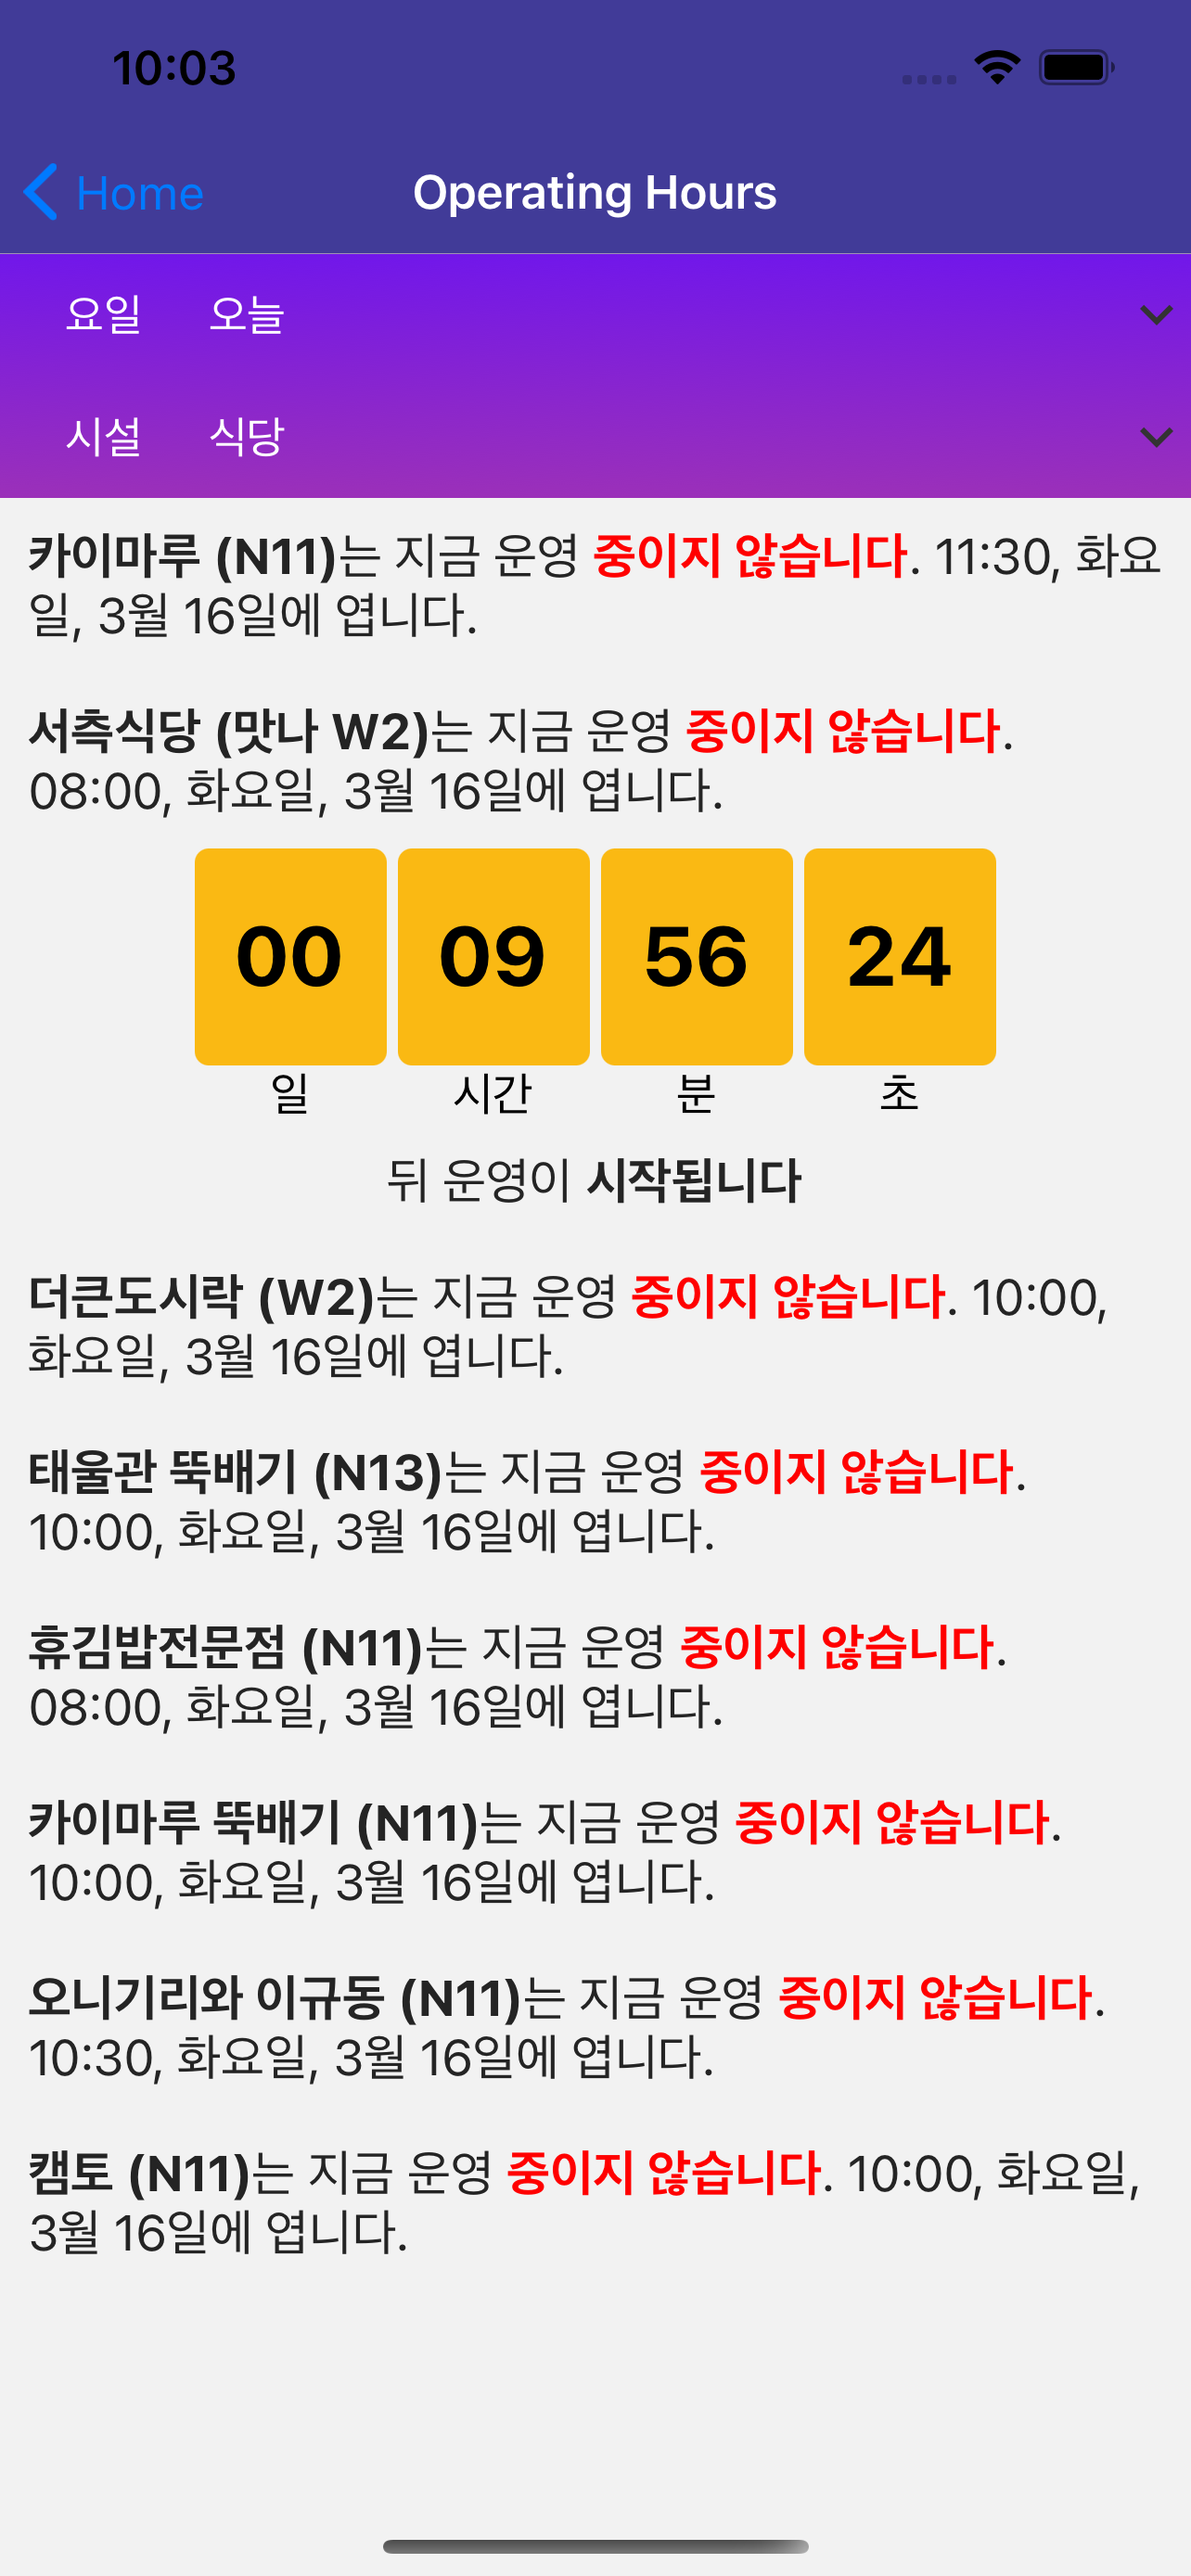 10:03
Home
Operating Hours
요일 오늘
시설 식당
카이마루 (N11)는 지금 운영 중이지 않습니다. 11:30, 화요
일, 3월 16일에 엽니다.
서측식당 (맛나 W2)는 지금 운영 중이지 않습니다.
08:00, 화요일, 3월 16일에 엽니다.
00 09 56 24
일 시간 분 초
뒤 운영이 시작됩니다
더큰도시락 (W2)는 지금 운영 중이지 않습니다. 10:00,
화요일, 3월 16일에 엽니다.
태울관 뚝배기 (N13)는 지금 운영 중이지 않습니다.
10:00, 화요일, 3월 16일에 엽니다.
휴김밥전문점 (N11)는 지금 운영 중이지 않습니다.
08:00, 화요일, 3월 16일에 엽니다.
카이마루 뚝배기 (N11)는 지금 운영 중이지 않습니다.
10:00, 화요일, 3월 16일에 엽니다.
오니기리와 이규동 (N11)는 지금 운영 중이지 않습니다.
10:30, 화요일, 3월 16일에 엽니다.
캠토 (N11)는 지금 운영 중이지 않습니다. 10:00, 화요일,
3월 16일에 엽니다.